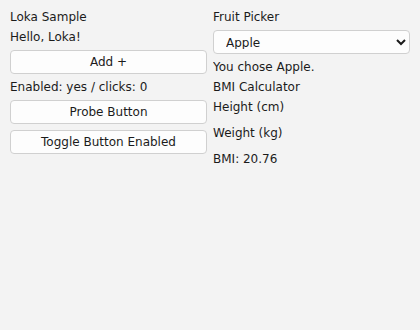 Loka Sample
Hello, Loka!
Add +
Enabled: yes / clicks: 0
Probe Button
Toggle Button Enabled
Fruit Picker
Apple
You chose Apple.
BMI Calculator
Height (cm)
Weight (kg)
BMI: 20.76